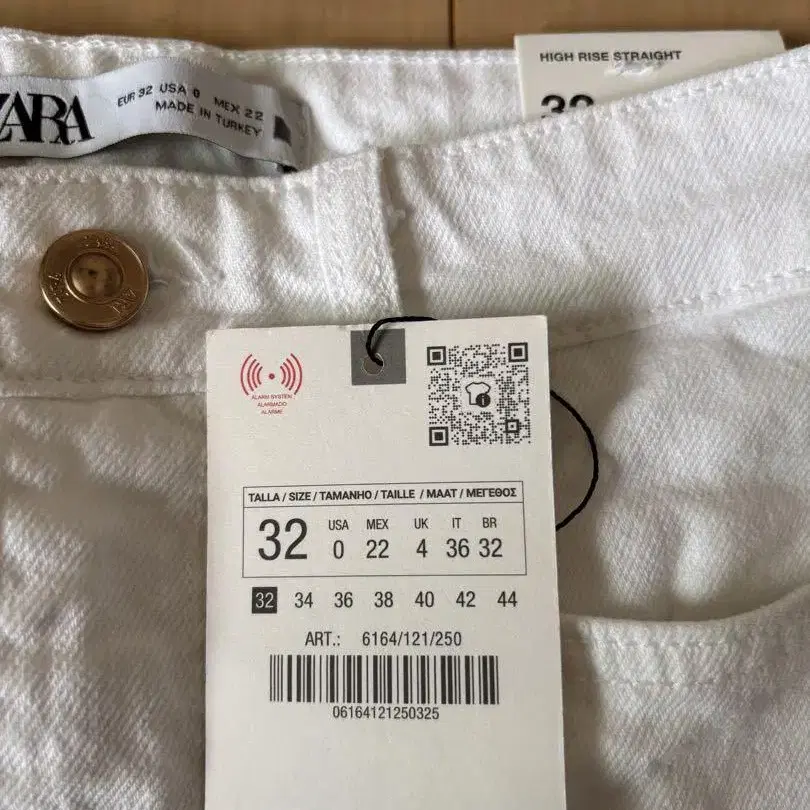 ZARA
EUR 32 USA 0 MEX 22
MADE IN TURKEY
HIGH RISE STRAIGHT
32
ALARM SYSTEM
ALARMADO
ALARME
TALLA / SIZE / TAMANHO / TAILLE / MAAT / ΜΕΓΕΘΟΣ
32
USA MEX UK IT BR
0 22 4 36 32
32 34 36 38 40 42 44
ART.: 6164/121/250
06164121250325